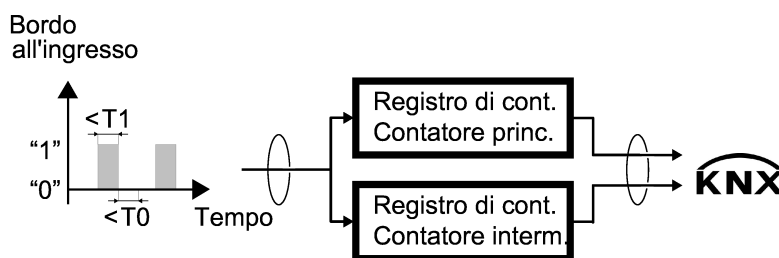 Bordo
all'ingresso
<T1
“1”
“0”
<T0
Tempo
Registro di cont.
Contatore princ.
Registro di cont.
Contatore interm.
KNX